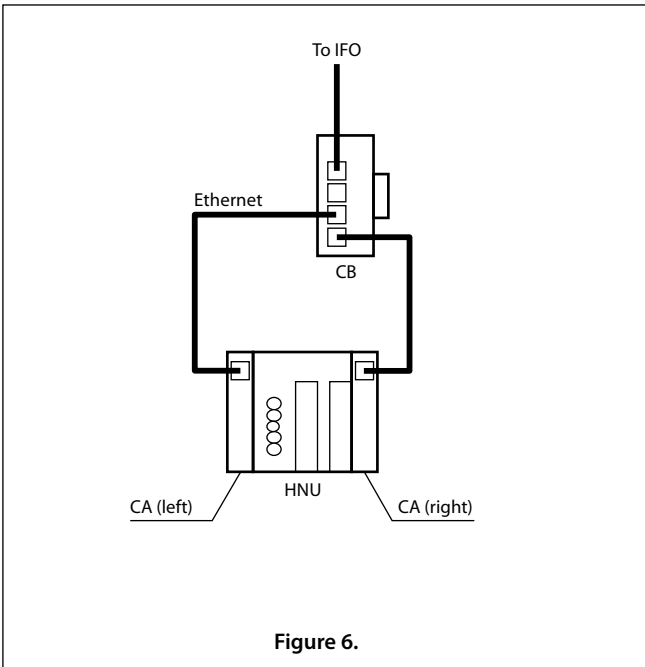 To IFO
Ethernet
CB
HNU
CA (left)
CA (right)
Figure 6.